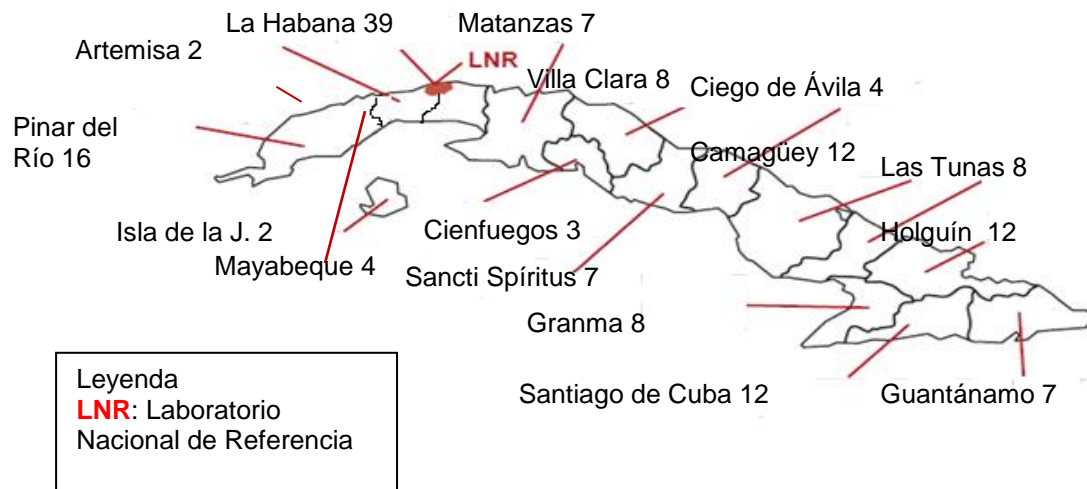 La Habana 39
Matanzas 7
Artemisa 2
LNR
Villa Clara 8
Ciego de Ávila 4
Pinar del
Río 16
Camagüey 12
Las Tunas 8
Isla de la J. 2
Cienfuegos 3
Holguín 12
Mayabeque 4
Sancti Spíritus 7
Granma 8
Santiago de Cuba 12
Guantánamo 7
Leyenda
LNR: Laboratorio
Nacional de Referencia